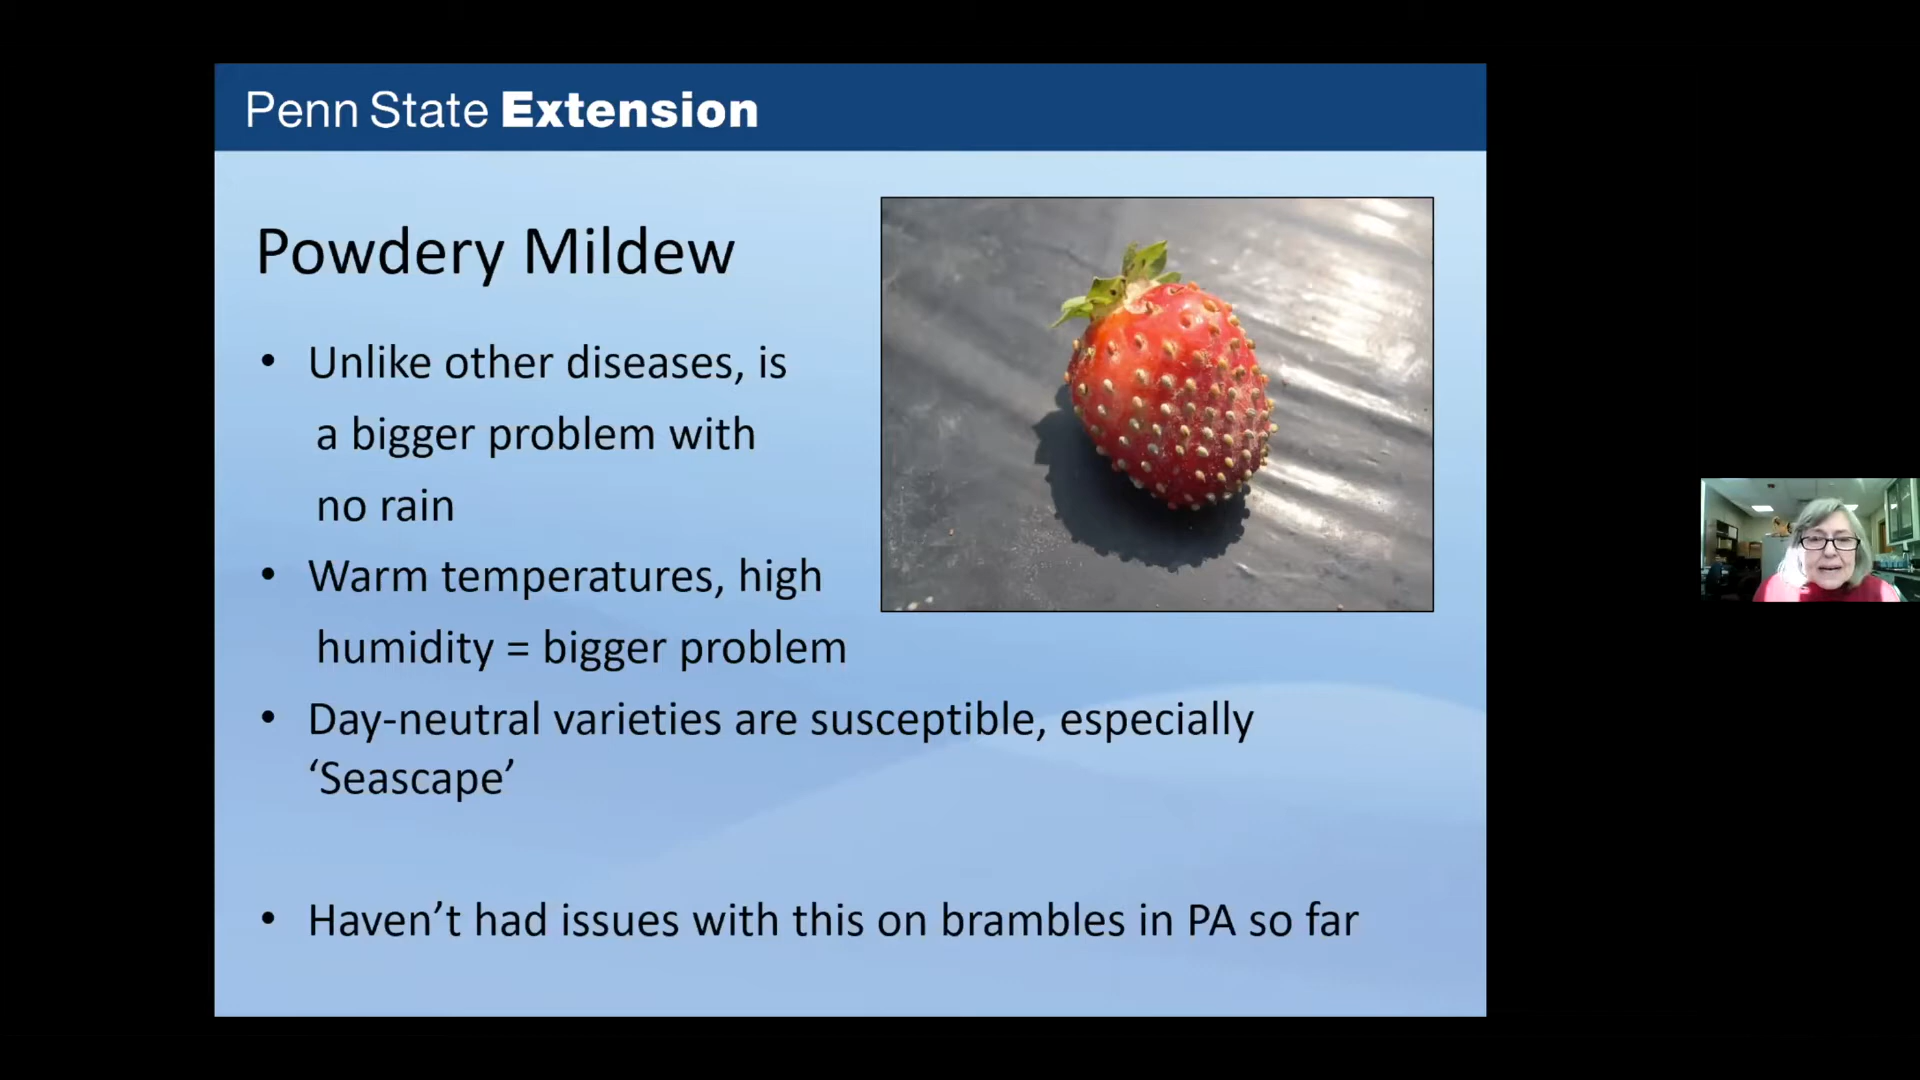 Penn State Extension
Powdery Mildew
• Unlike other diseases, is
a bigger problem with
no rain
• Warm temperatures, high
humidity = bigger problem
• Day-neutral varieties are susceptible, especially
‘Seascape’
• Haven’t had issues with this on brambles in PA so far